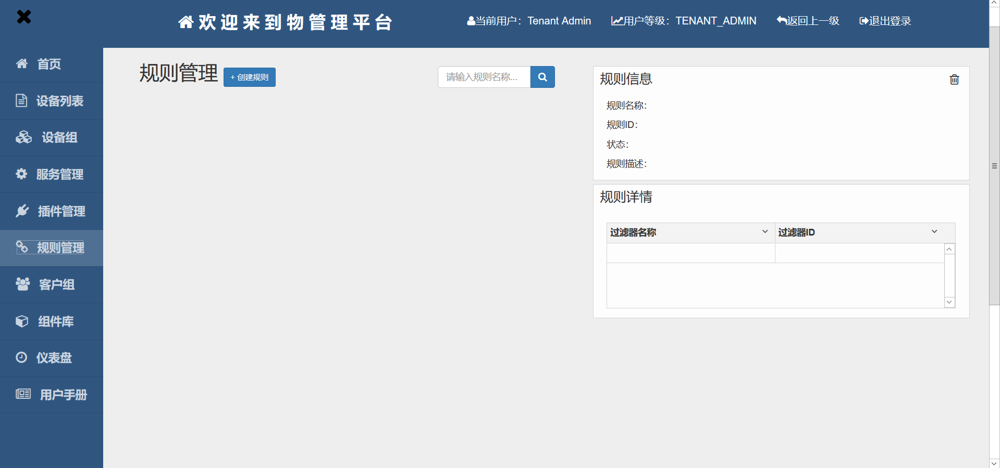 欢迎来到物管理平台
当前用户：Tenant Admin
用户等级：TENANT_ADMIN
返回上一级
退出登录
首页
设备列表
设备组
服务管理
插件管理
规则管理
客户组
组件库
仪表盘
用户手册
规则管理
+ 创建规则
请输入规则名称...
规则信息
规则名称：
规则ID：
状态：
规则描述：
规则详情
过滤器名称
过滤器ID